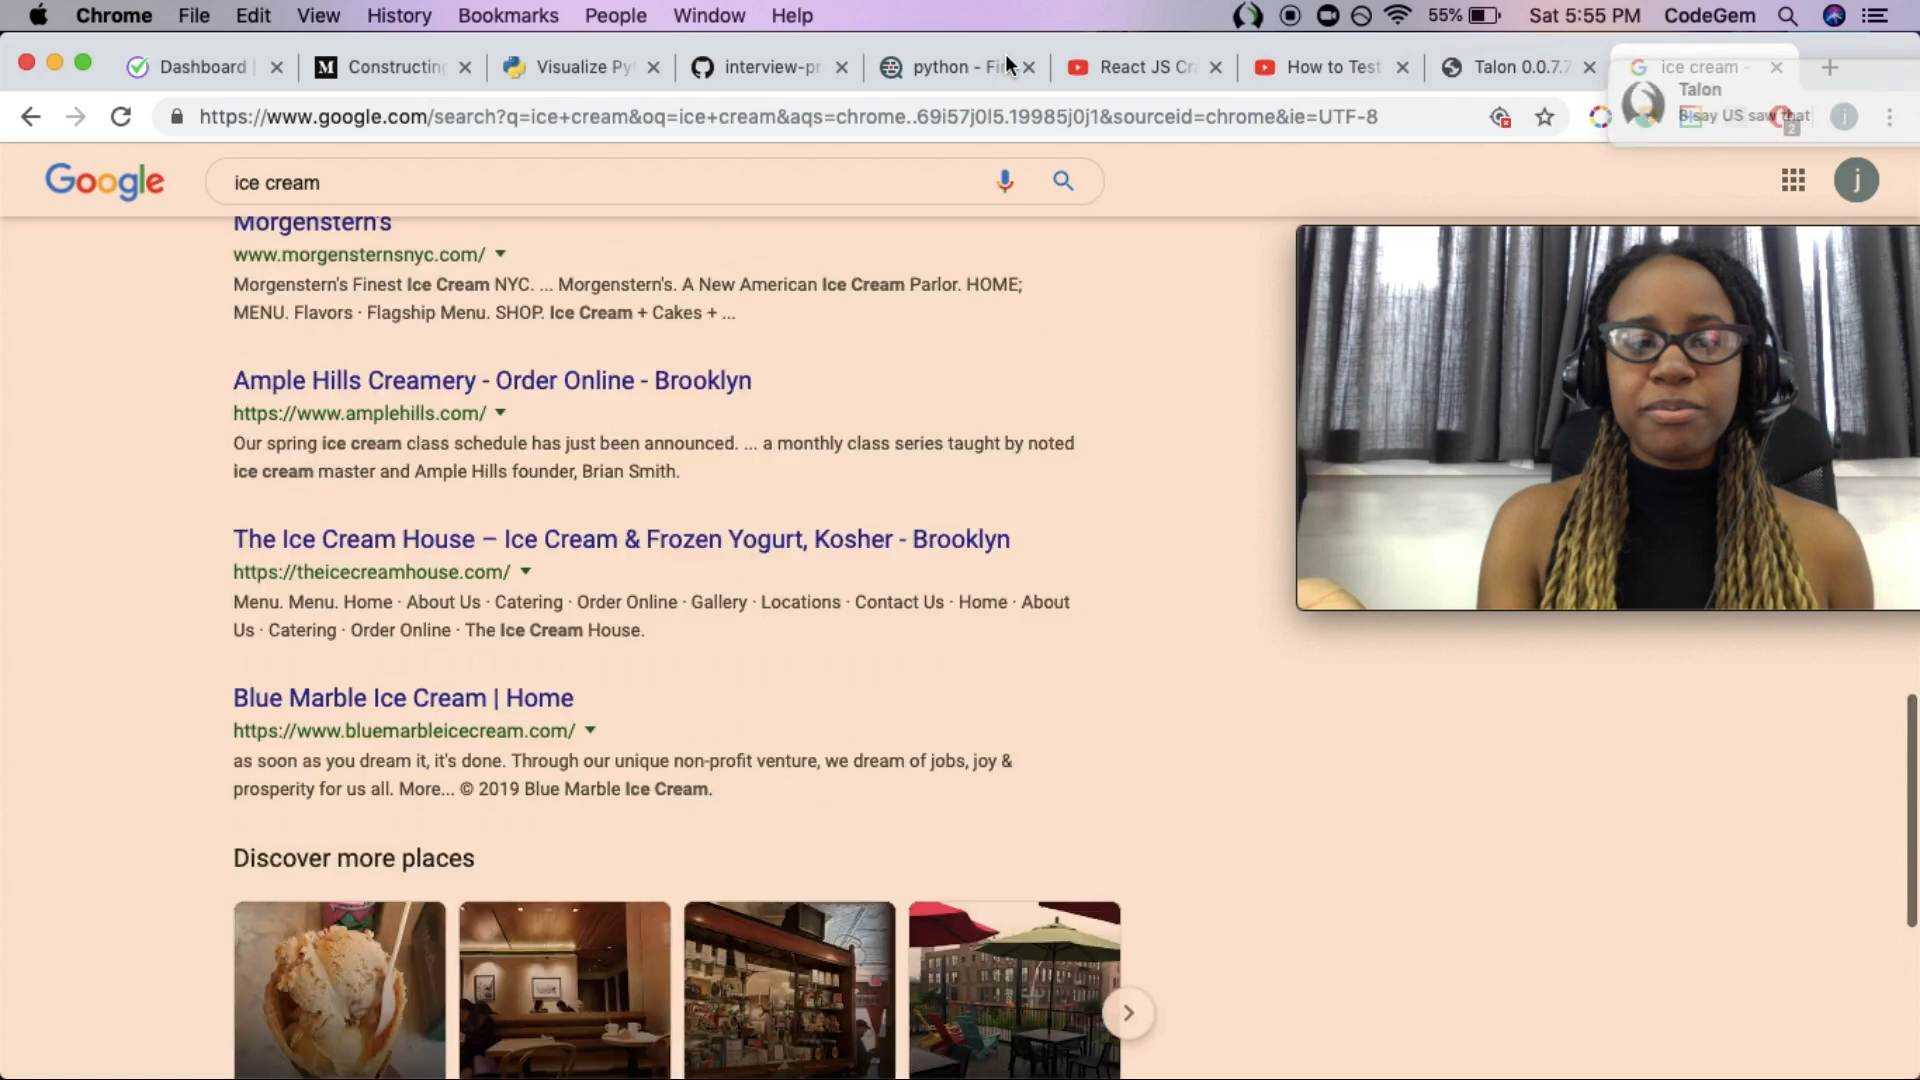 Chrome File Edit View History Bookmarks People Window Help 55% Sat 5:55 PM CodeGem
Dashboard M Constructing Visualize Py interview-pr python - Fi React JS Cr How to Test Talon 0.0.7.7 ice cream -
https://www.google.com/search?q=ice+cream&oq=ice+cream&aqs=chrome..69i57j0l5.19985j0j1&sourceid=chrome&ie=UTF-8
Talon
say US saw that
2
j
Google ice cream j
Morgenstern's
www.morgensternsnyc.com/
Morgenstern's Finest Ice Cream NYC. ... Morgenstern's. A New American Ice Cream Parlor. HOME;
MENU. Flavors · Flagship Menu. SHOP. Ice Cream + Cakes + ...
Ample Hills Creamery - Order Online - Brooklyn
https://www.amplehills.com/
Our spring ice cream class schedule has just been announced. ... a monthly class series taught by noted
ice cream master and Ample Hills founder, Brian Smith.
The Ice Cream House – Ice Cream & Frozen Yogurt, Kosher - Brooklyn
https://theicecreamhouse.com/
Menu. Menu. Home · About Us · Catering · Order Online · Gallery · Locations · Contact Us · Home · About
Us · Catering · Order Online · The Ice Cream House.
Blue Marble Ice Cream | Home
https://www.bluemarbleicecream.com/
as soon as you dream it, it's done. Through our unique non-profit venture, we dream of jobs, joy &
prosperity for us all. More... © 2019 Blue Marble Ice Cream.
Discover more places